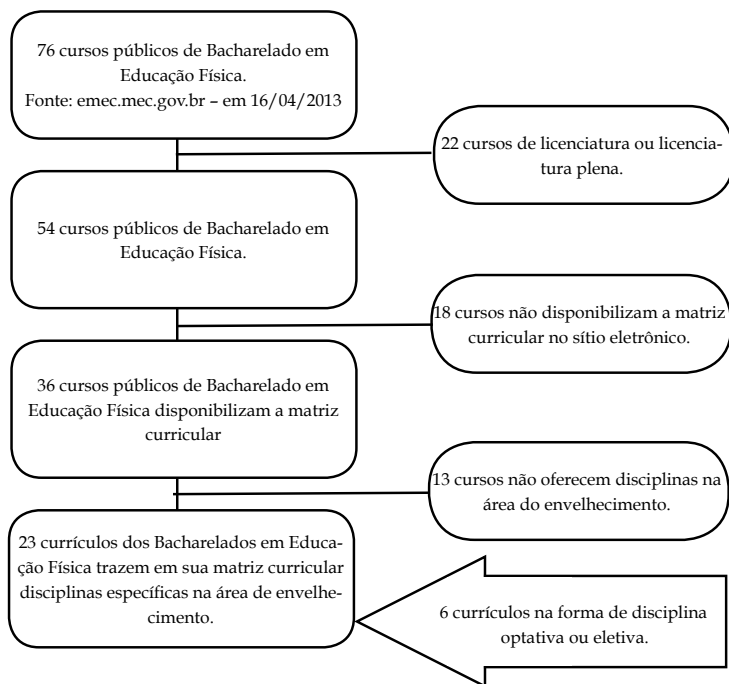 76 cursos públicos de Bacharelado em
Educação Física.
Fonte: emec.mec.gov.br – em 16/04/2013
22 cursos de licenciatura ou licencia-
tura plena.
54 cursos públicos de Bacharelado em
Educação Física.
18 cursos não disponibilizam a matriz
curricular no sítio eletrônico.
36 cursos públicos de Bacharelado em
Educação Física disponibilizam a matriz
curricular
13 cursos não oferecem disciplinas na
área do envelhecimento.
23 currículos dos Bacharelados em Educa-
ção Física trazem em sua matriz curricular
disciplinas específicas na área de envelhe-
cimento.
6 currículos na forma de disciplina
optativa ou eletiva.